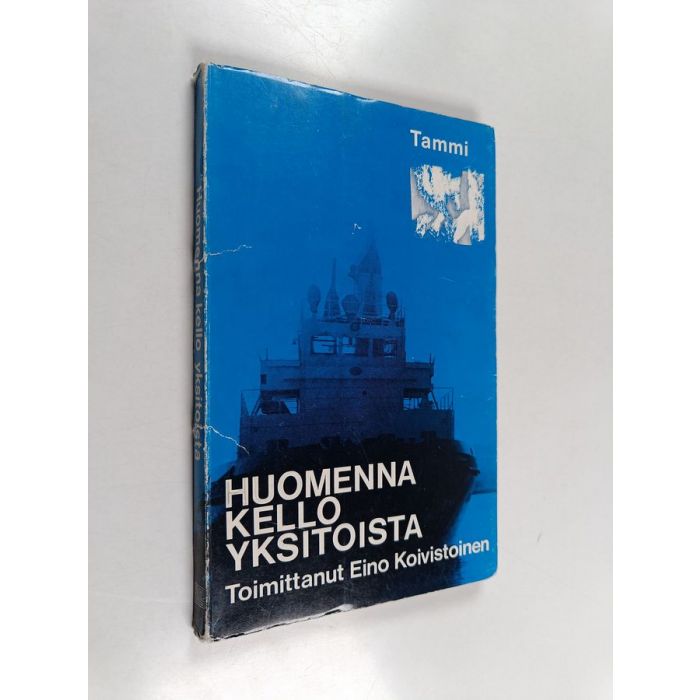 Tammi
HUOMENNA
KELLO
YKSITOISTA
Toimittanut Eino Koivistoinen
Huomenna kello yksitoista